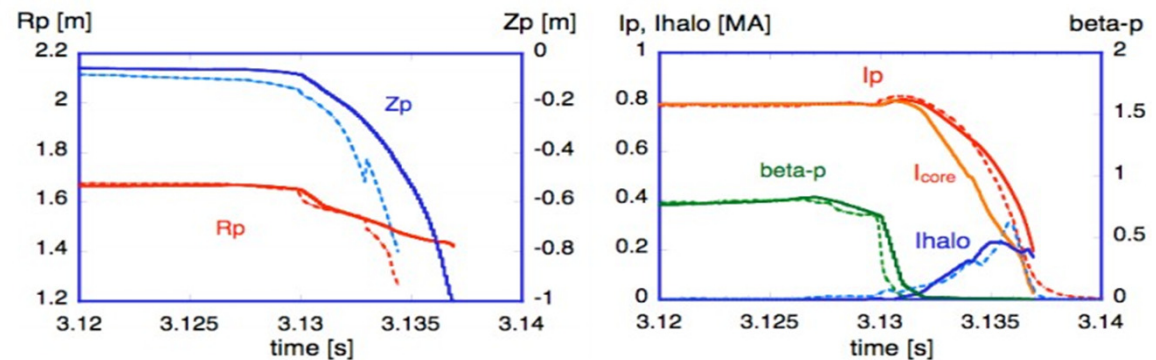 Rp [m] Zp [m] Ip, Ihalo [MA] beta-p
2.2 0 1 2
2 -0.2 0.8 1.5
1.8 -0.4 0.6 1
1.6 -0.6 0.4 0.5
1.4 -0.8 0.2 0
1.2 -1 0
Zp
Rp
Ip
beta-p
Icore
Ihalo
3.12 3.125 3.13 3.135 3.14 3.12 3.125 3.13 3.135 3.14
time [s] time [s]